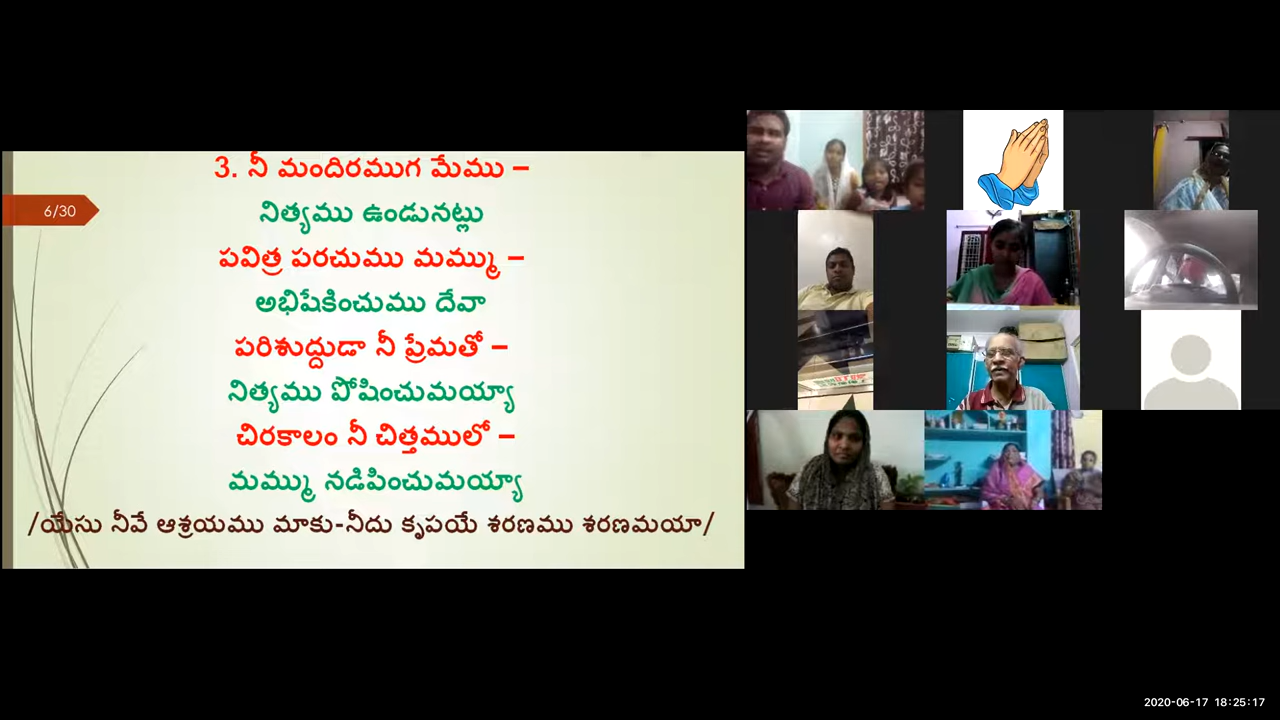 3. నీ మందిరముగ మేము –
6/30
నిత్యము ఉండునట్లు
పవిత్ర పరచుము మమ్ము –
అభిషేకించుము దేవా
పరిశుద్దుడా నీ ప్రేమతో –
నిత్యము పోషించుమయ్యా
చిరకాలం నీ చిత్తములో –
మమ్ము నడిపించుమయ్యా
/యేసు నీవే ఆశ్రయము మాకు-నీదు కృపయే శరణము శరణమయా/
2020-06-17 18:25:17